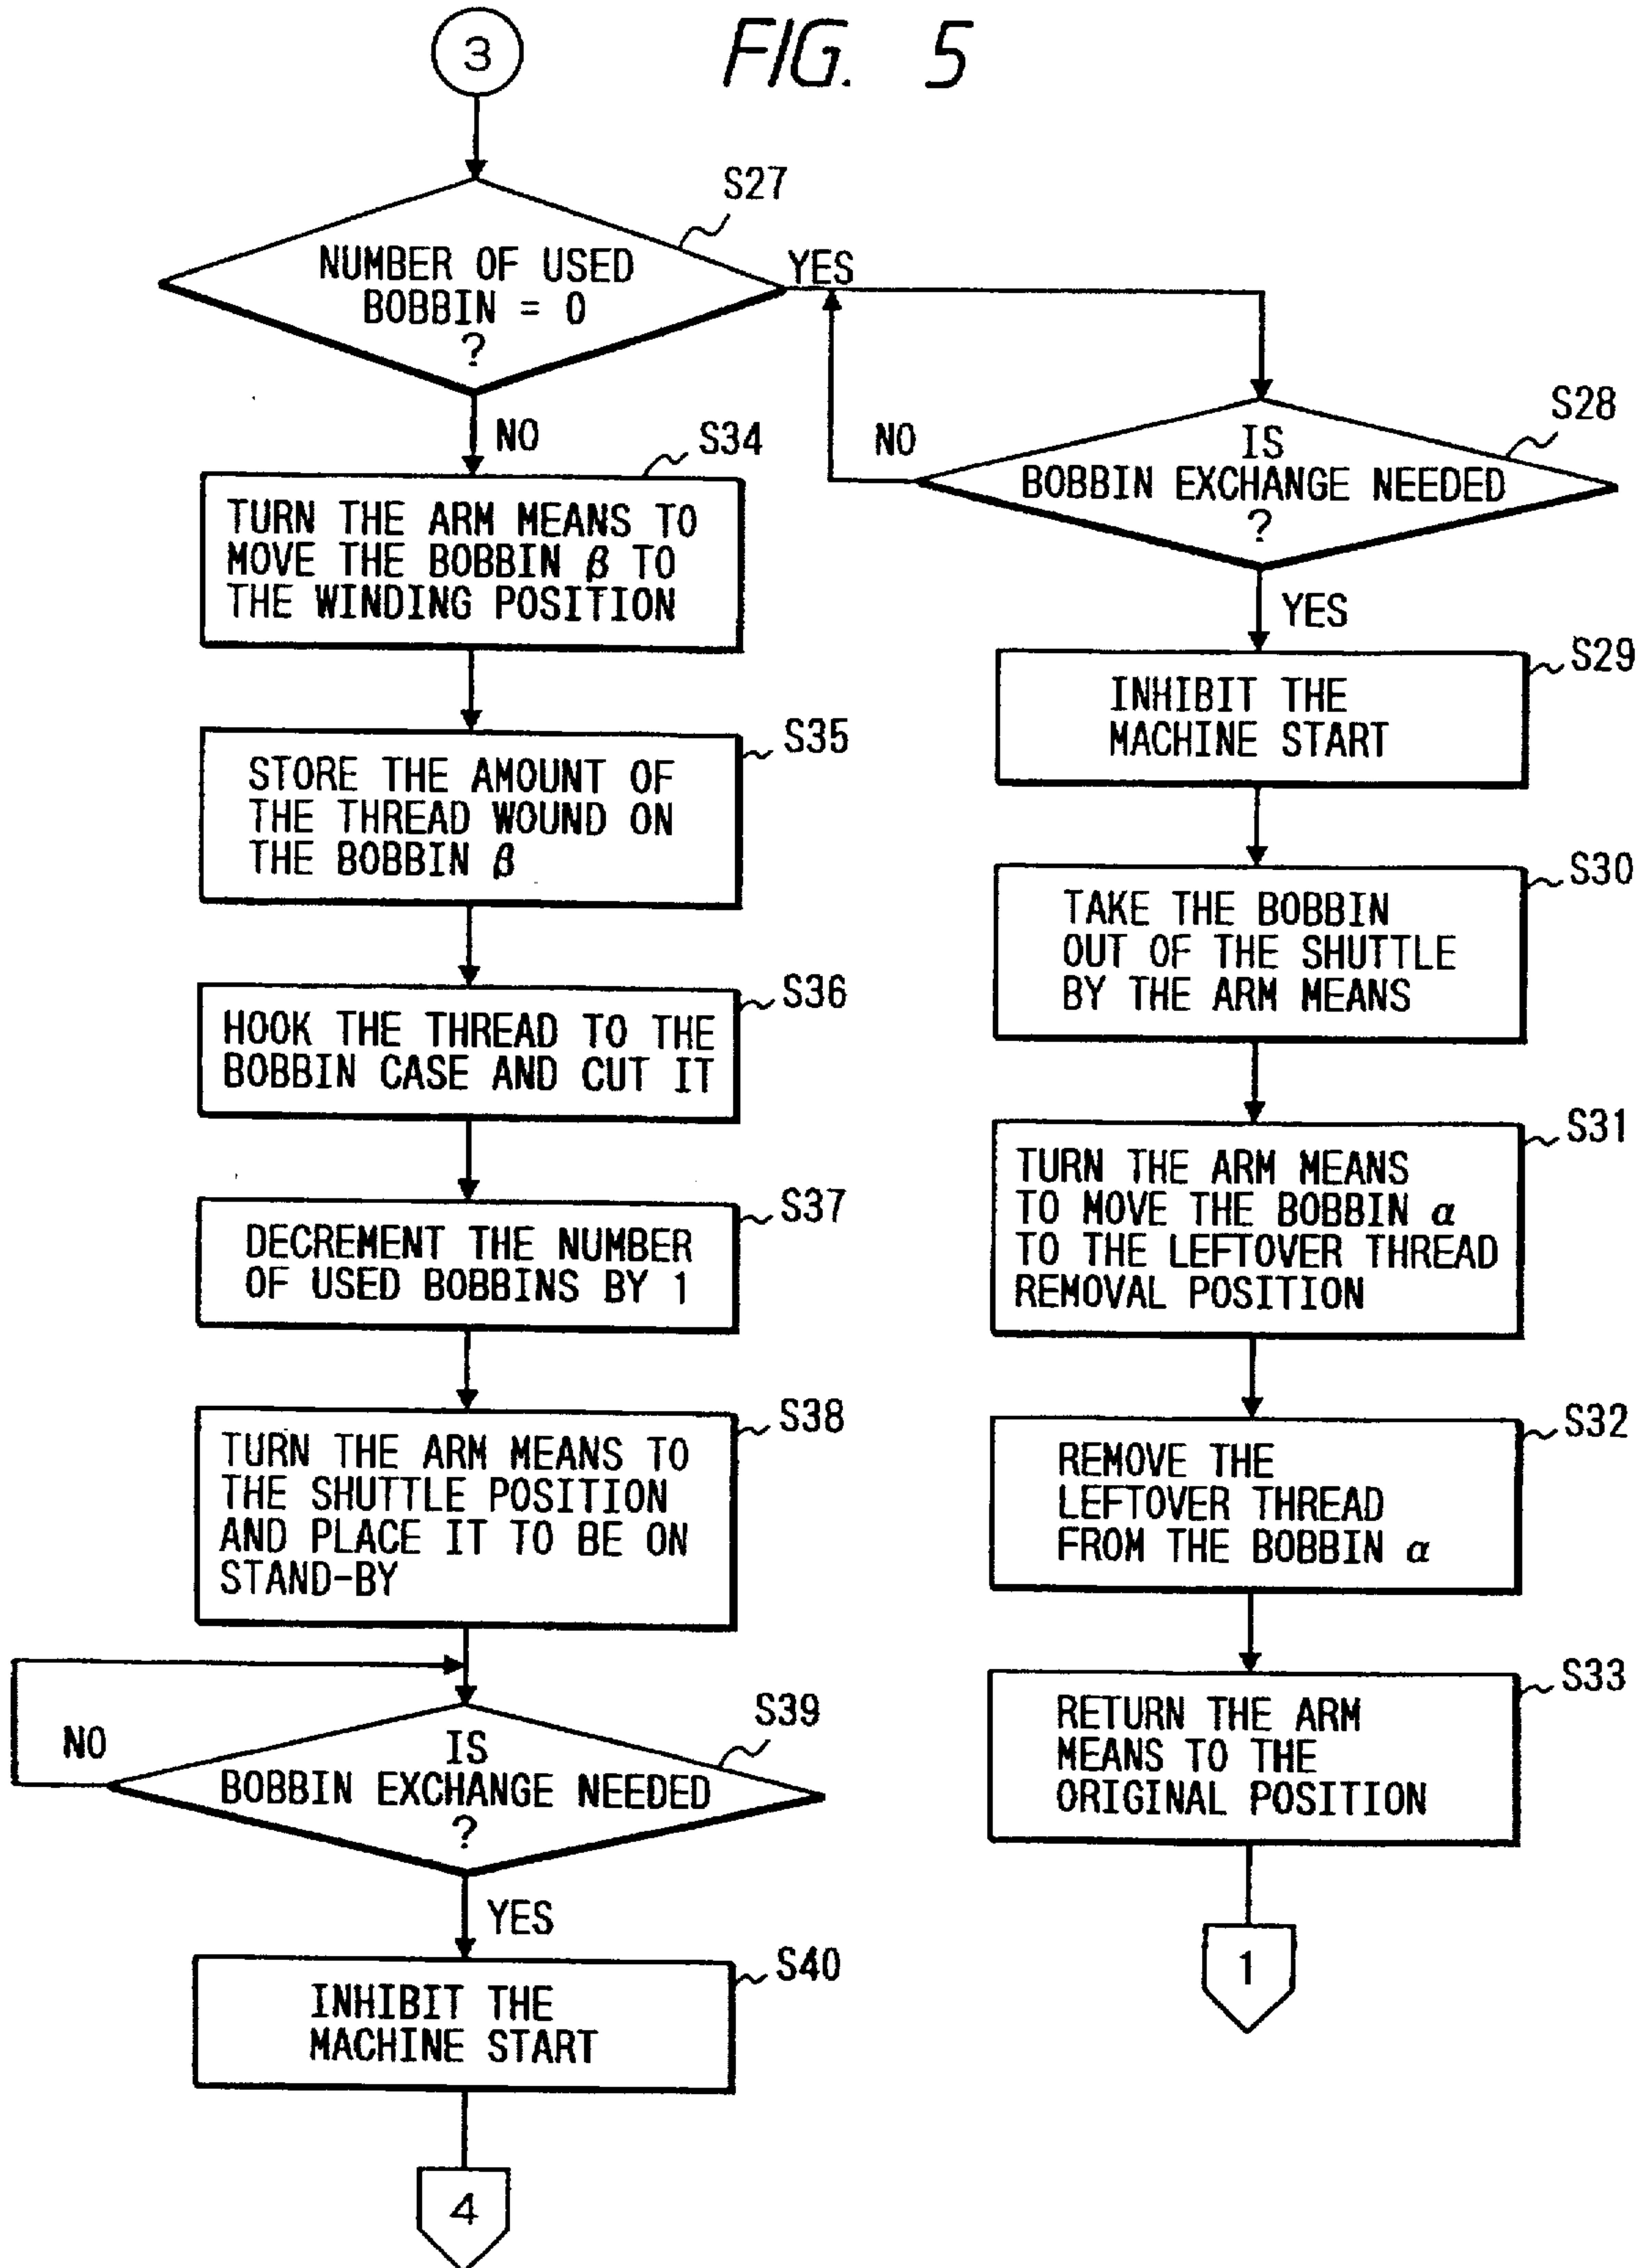 FIG. 5
3
S27
NUMBER OF USED
BOBBIN = 0
?
YES
NO
S28
IS
BOBBIN EXCHANGE NEEDED
?
NO
YES
S29
INHIBIT THE
MACHINE START
S30
TAKE THE BOBBIN
OUT OF THE SHUTTLE
BY THE ARM MEANS
S31
TURN THE ARM MEANS
TO MOVE THE BOBBIN α
TO THE LEFTOVER THREAD
REMOVAL POSITION
S32
REMOVE THE
LEFTOVER THREAD
FROM THE BOBBIN α
S33
RETURN THE ARM
MEANS TO THE
ORIGINAL POSITION
1
S34
TURN THE ARM MEANS TO
MOVE THE BOBBIN β TO
THE WINDING POSITION
S35
STORE THE AMOUNT OF
THE THREAD WOUND ON
THE BOBBIN β
S36
HOOK THE THREAD TO THE
BOBBIN CASE AND CUT IT
S37
DECREMENT THE NUMBER
OF USED BOBBINS BY 1
S38
TURN THE ARM MEANS TO
THE SHUTTLE POSITION
AND PLACE IT TO BE ON
STAND-BY
S39
IS
BOBBIN EXCHANGE NEEDED
?
NO
YES
S40
INHIBIT THE
MACHINE START
4